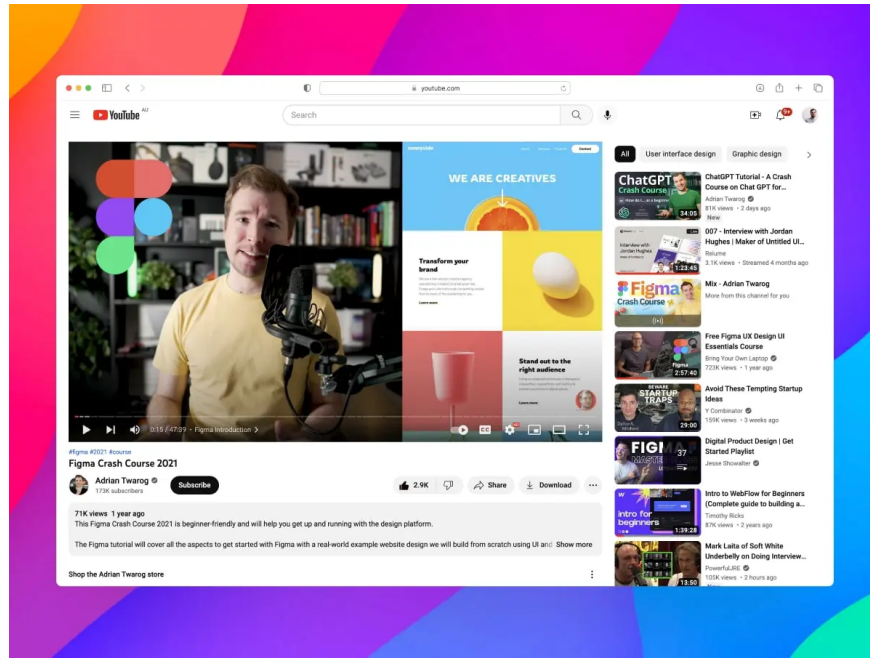 youtube.com
YouTube AU
Search
9+
WE ARE CREATIVES
Transform your
brand
Learn more
Stand out to the
right audience
Learn more
0:15 / 47:39 • Figma Introduction >
CC
#figma #2021 #course
Figma Crash Course 2021
Adrian Twarog
173K subscribers
Subscribe
2.9K
Share
Download
71K views 1 year ago
This Figma Crash Course 2021 is beginner-friendly and will help you get up and running with the design platform.
The Figma tutorial will cover all the aspects to get started with Figma with a real-world example website design we will build from scratch using UI and Show more
Shop the Adrian Twarog store
All
User interface design
Graphic design
ChatGPT
Crash Course
34:05
ChatGPT Tutorial - A Crash
Course on Chat GPT for...
Adrian Twarog
81K views • 2 days ago
New
Interview with
Jordan Hughes
1:23:45
007 - Interview with Jordan
Hughes | Maker of Untitled UI...
Relume
3.1K views • Streamed 4 months ago
Figma
Crash Course
Mix - Adrian Twarog
More from this channel for you
Figma
2:57:40
Free Figma UX Design UI
Essentials Course
Bring Your Own Laptop
723K views • 1 year ago
BEWARE
STARTUP
TRAPS
29:00
Avoid These Tempting Startup
Ideas
Y Combinator
159K views • 3 weeks ago
37
Digital Product Design | Get
Started Playlist
Jesse Showalter
intro for
beginners
1:39:28
Intro to WebFlow for Beginners
(Complete guide to building a...
Timothy Ricks
87K views • 2 years ago
13:50
Mark Laita of Soft White
Underbelly on Doing Interview...
PowerfulJRE
105K views • 2 hours ago